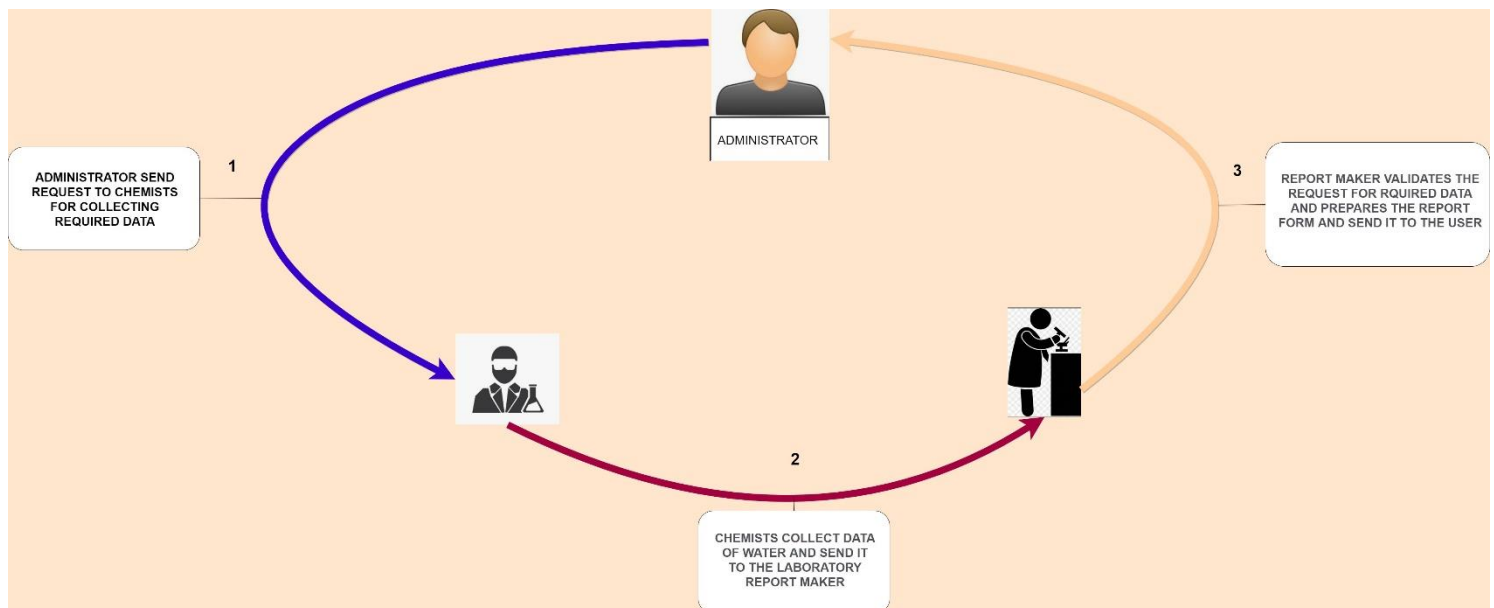 ADMINISTRATOR
1
ADMINISTRATOR SEND
REQUEST TO CHEMISTS
FOR COLLECTING
REQUIRED DATA
3
REPORT MAKER VALIDATES THE
REQUEST FOR RQUIRED DATA
AND PREPARES THE REPORT
FORM AND SEND IT TO THE USER
2
CHEMISTS COLLECT DATA
OF WATER AND SEND IT
TO THE LABORATORY
REPORT MAKER